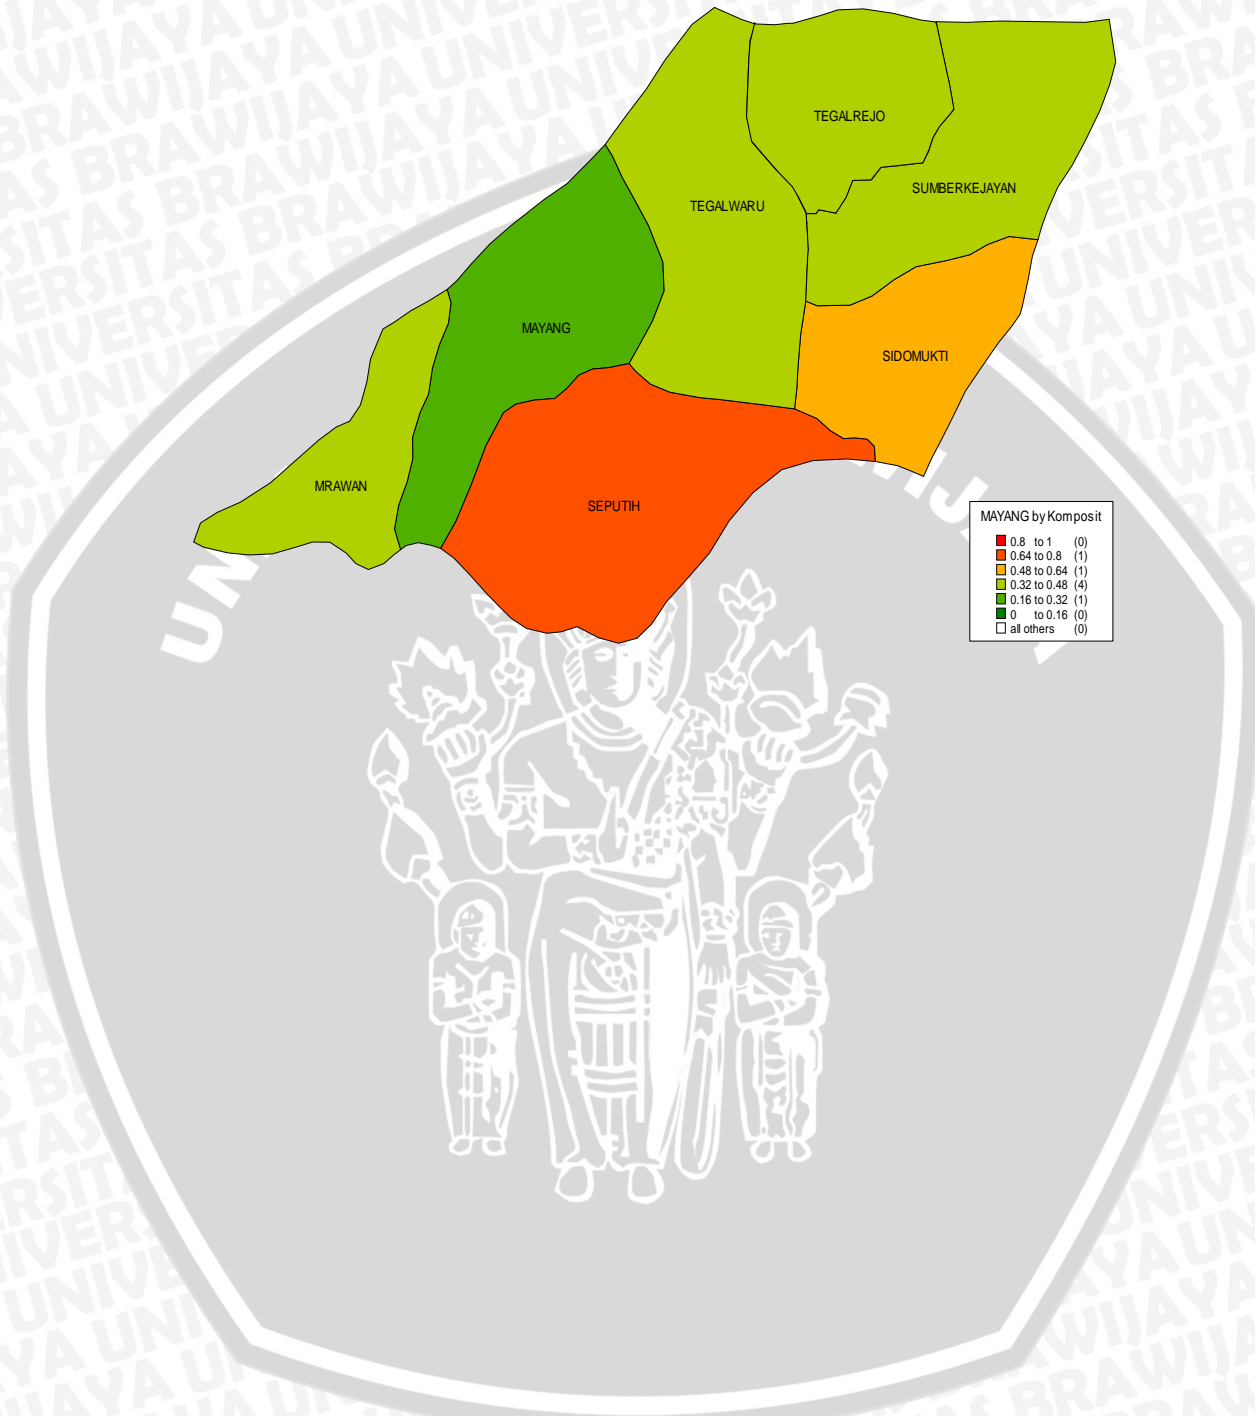 TEGALREJO
SUMBERKEJAYAN
TEGALWARU
MAYANG
SIDOMUKTI
MRAWAN
SEPUTIH
MAYANG by Komposit
0.8 to 1 (0)
0.64 to 0.8 (1)
0.48 to 0.64 (1)
0.32 to 0.48 (4)
0.16 to 0.32 (1)
0 to 0.16 (0)
all others (0)